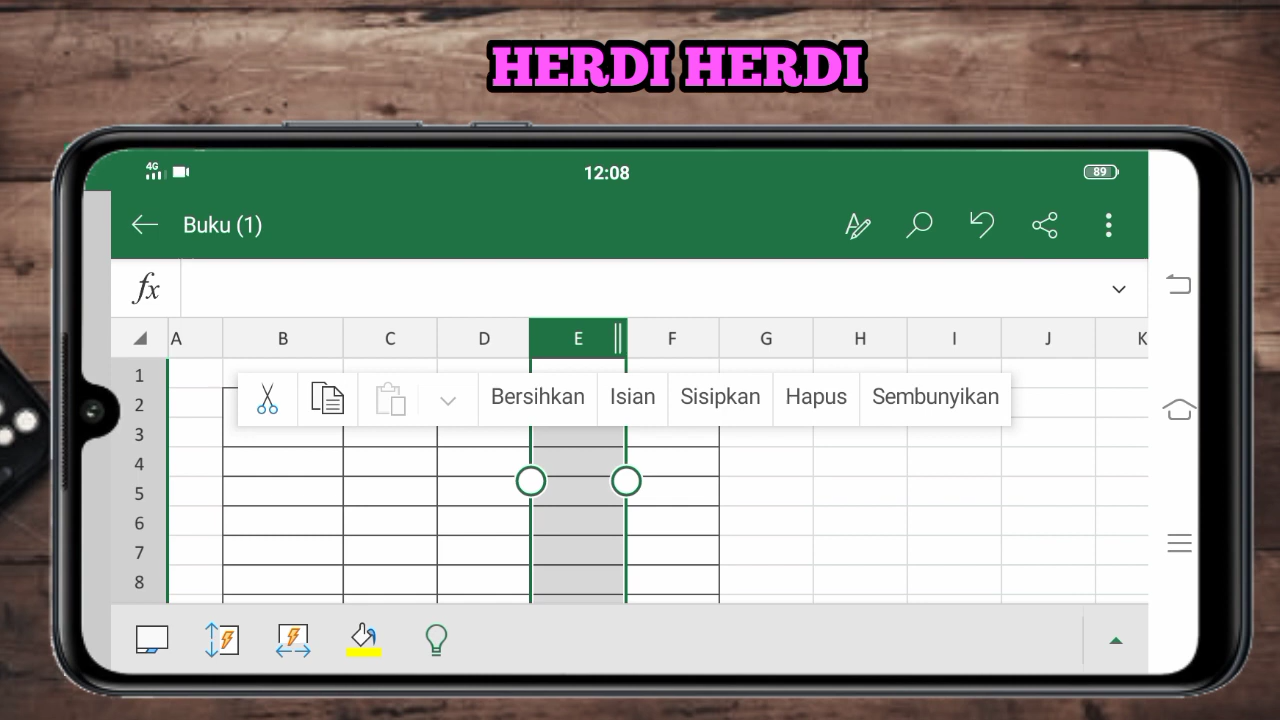 HERDI HERDI
4G 12:08 89
Buku (1)
fx
A B C D E F G H I J K
1
Bersihkan Isian Sisipkan Hapus Sembunyikan
2
3
4
5
6
7
8